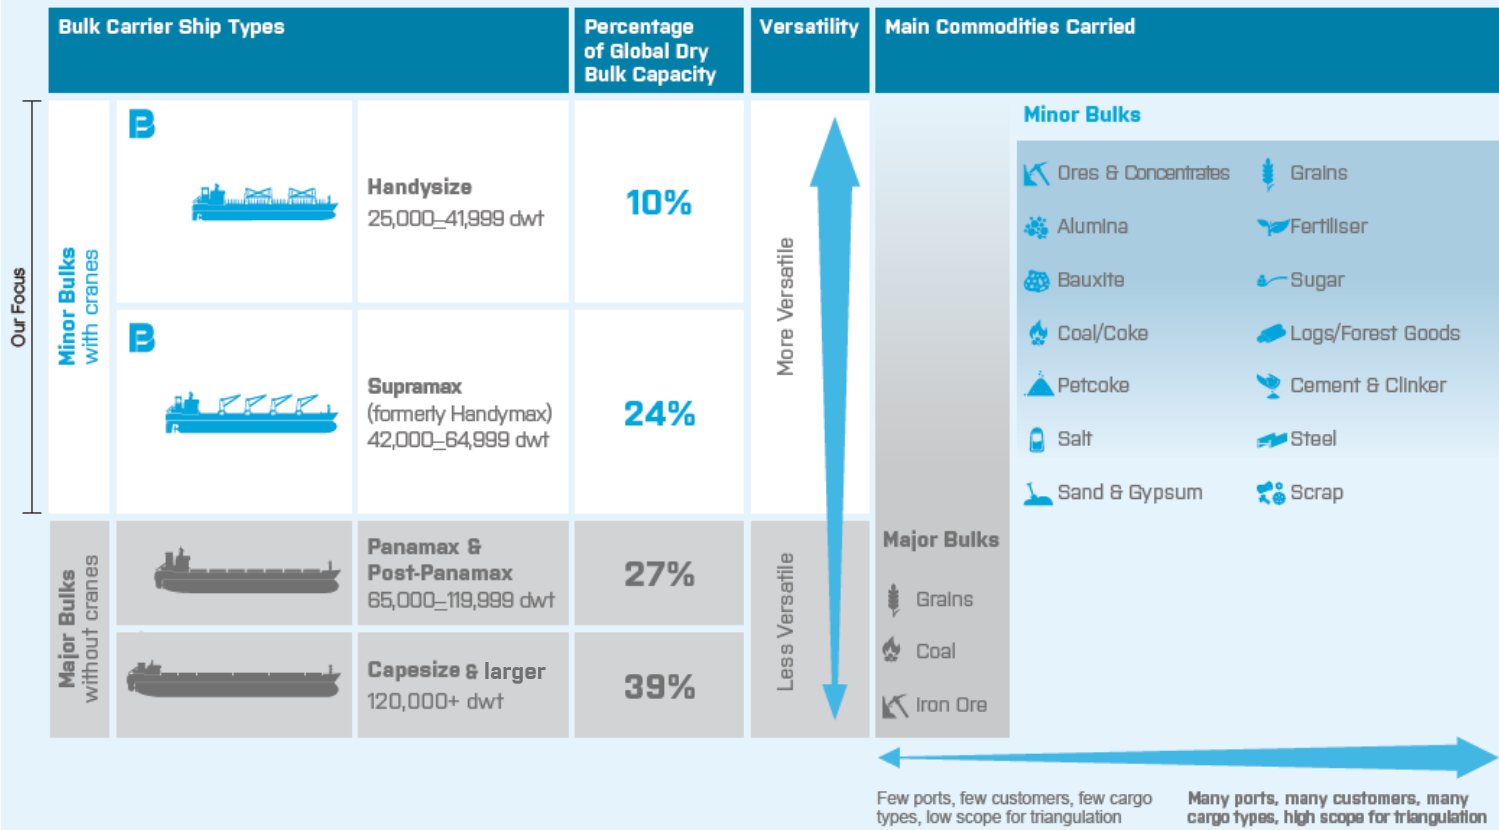 Bulk Carrier Ship Types
Percentage
of Global Dry
Bulk Capacity
Versatility
Main Commodities Carried
Our Focus
Minor Bulks
with cranes
B
Handysize
25,000–41,999 dwt
10%
B
Supramax
(formerly Handymax)
42,000–64,999 dwt
24%
Major Bulks
without cranes
Panamax &
Post-Panamax
65,000–119,999 dwt
27%
Capesize & larger
120,000+ dwt
39%
More Versatile
Less Versatile
Minor Bulks
Ores & Concentrates
Grains
Alumina
Fertiliser
Bauxite
Sugar
Coal/Coke
Logs/Forest Goods
Petcoke
Cement & Clinker
Salt
Steel
Sand & Gypsum
Scrap
Major Bulks
Grains
Coal
Iron Ore
Few ports, few customers, few cargo
types, low scope for triangulation
Many ports, many customers, many
cargo types, high scope for triangulation